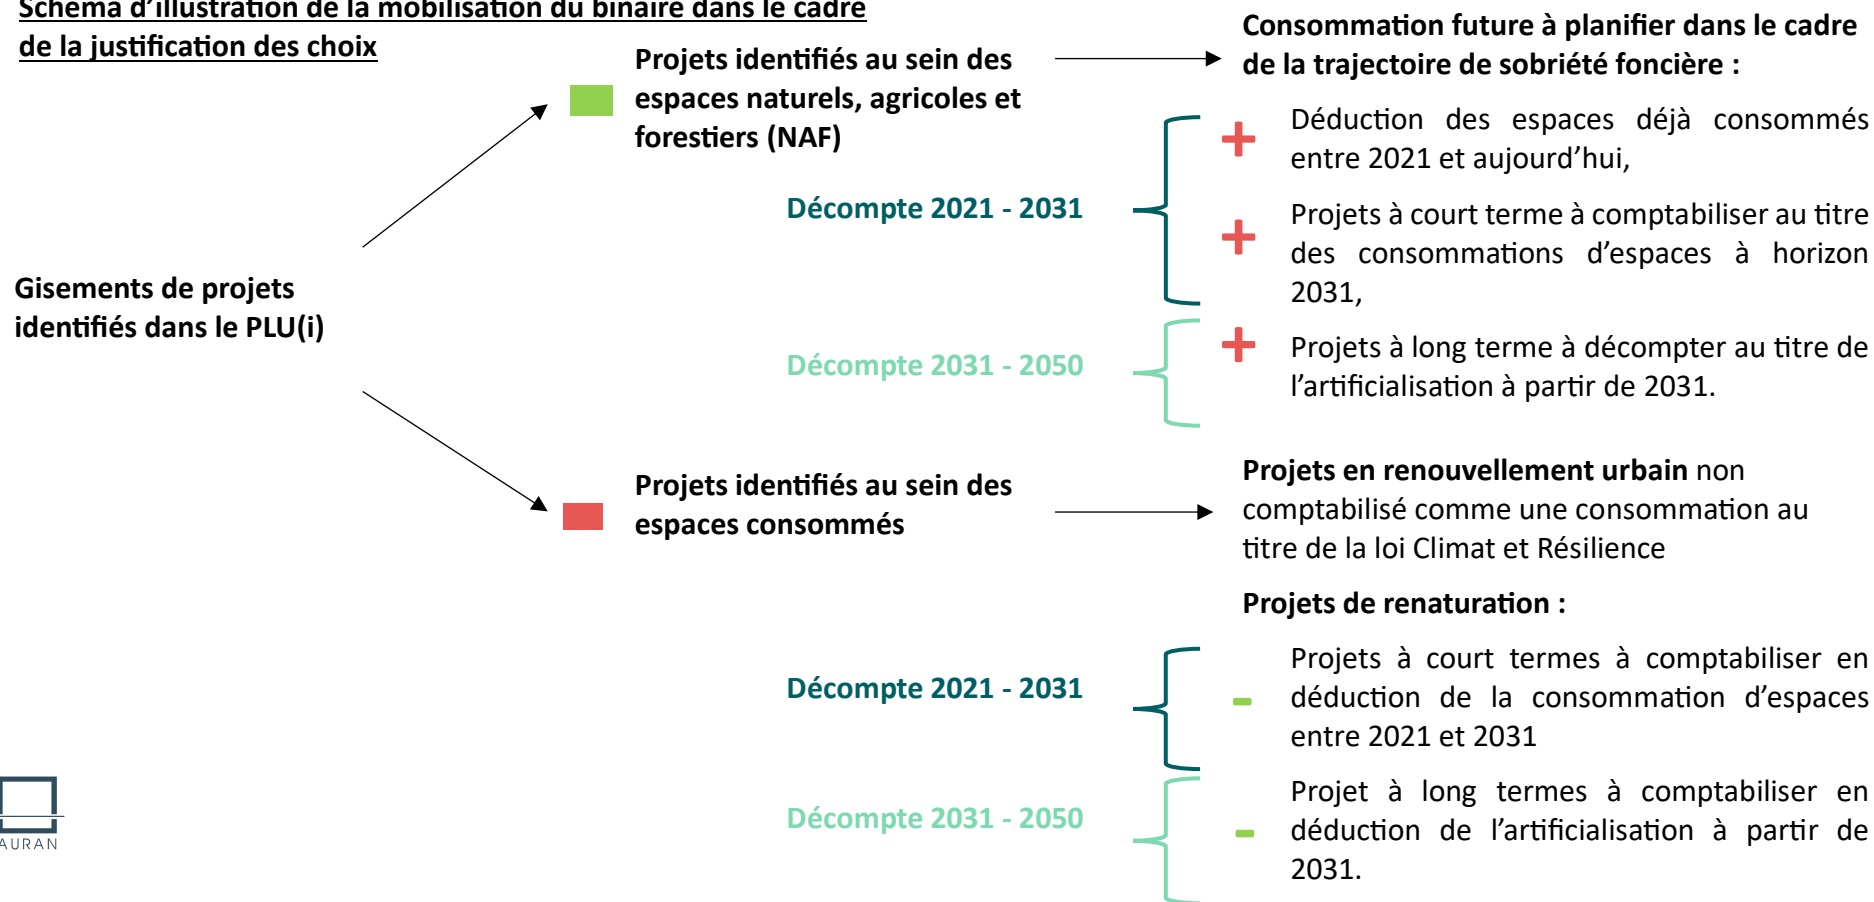 Schéma d'illustration de la mobilisation du binaire dans le cadre
de la justification des choix
Gisements de projets
identifiés dans le PLU(i)
Projets identifiés au sein des
espaces naturels, agricoles et
forestiers (NAF)
Consommation future à planifier dans le cadre
de la trajectoire de sobriété foncière :
Décompte 2021 - 2031
+
Déduction des espaces déjà consommés
entre 2021 et aujourd’hui,
+
Projets à court terme à comptabiliser au titre
des consommations d’espaces à horizon
2031,
Décompte 2031 - 2050
+
Projets à long terme à décompter au titre de
l’artificialisation à partir de 2031.
Projets identifiés au sein des
espaces consommés
Projets en renouvellement urbain non
comptabilisé comme une consommation au
titre de la loi Climat et Résilience
Projets de renaturation :
Décompte 2021 - 2031
-
Projets à court termes à comptabiliser en
déduction de la consommation d’espaces
entre 2021 et 2031
Décompte 2031 - 2050
-
Projet à long termes à comptabiliser en
déduction de l’artificialisation à partir de
2031.
AURAN